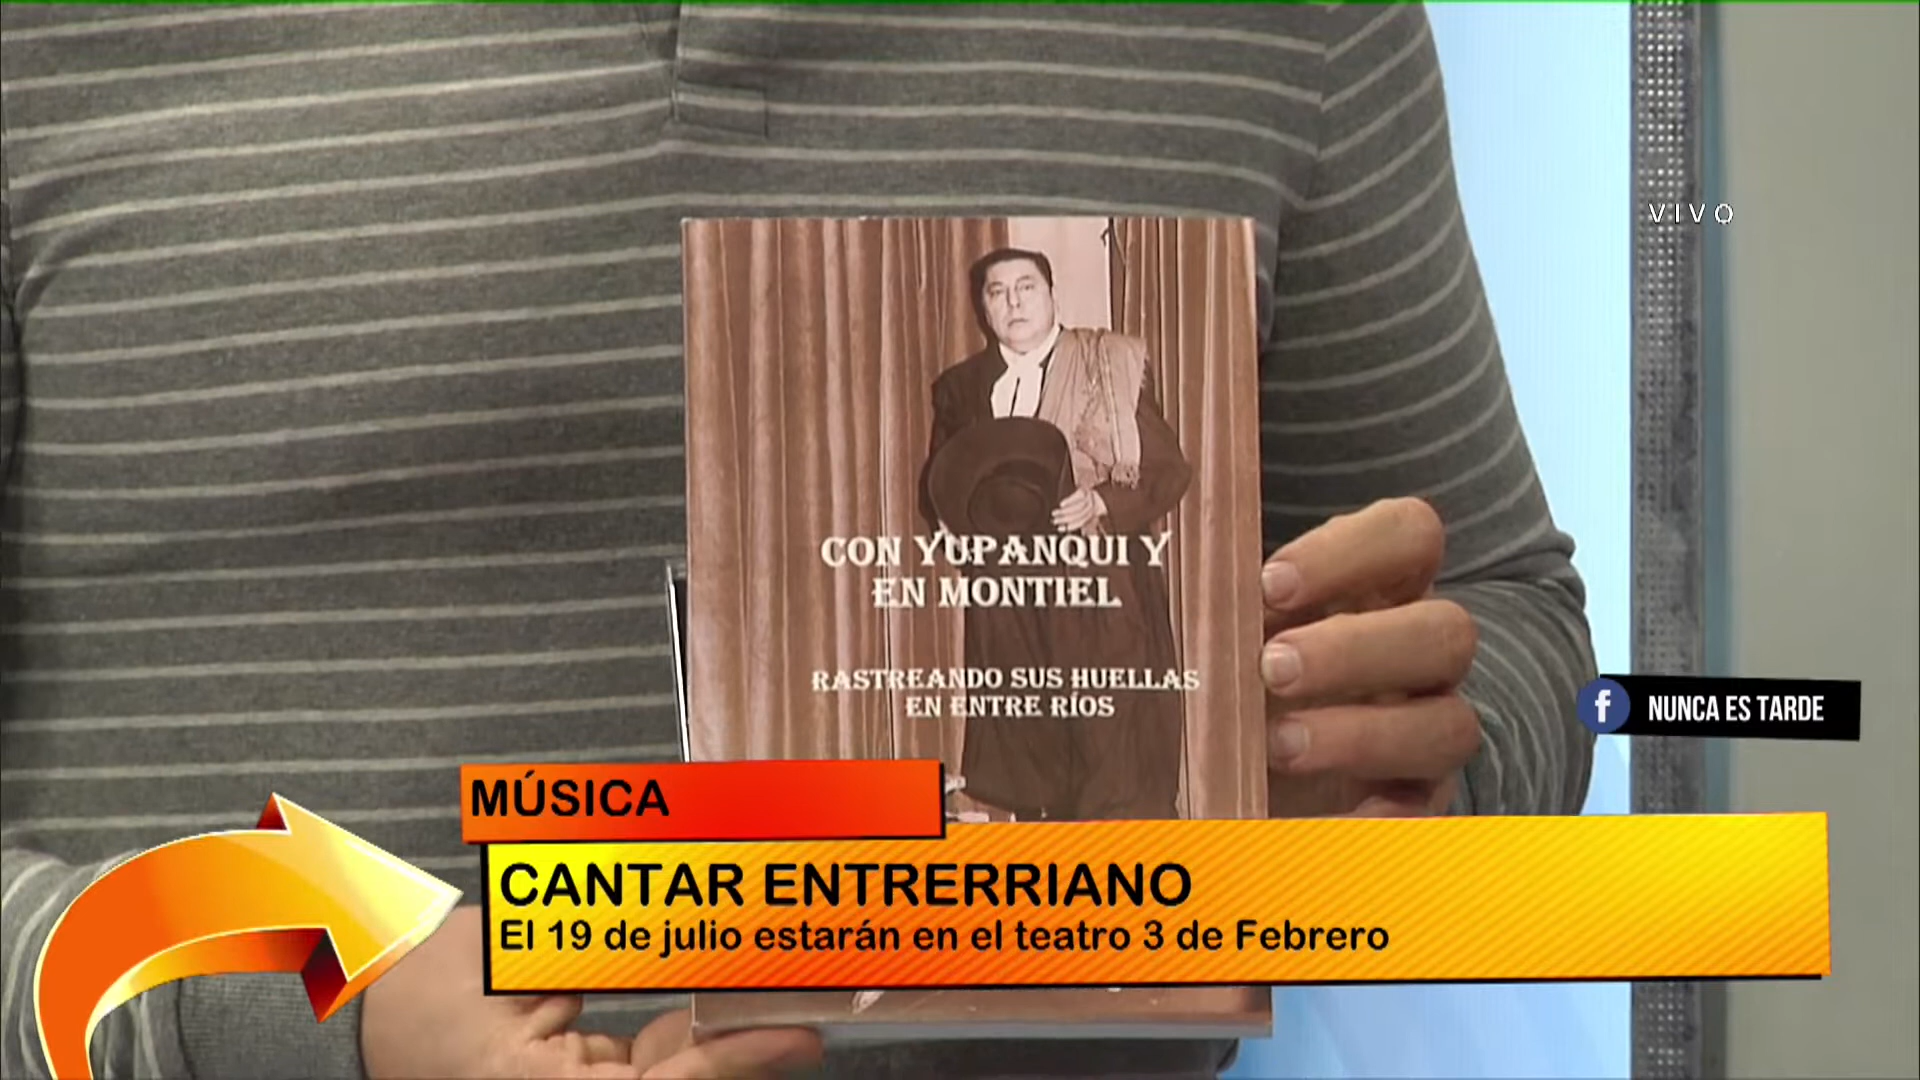 VIVO
CON YUPANQUI Y
EN MONTIEL
RASTREANDO SUS HUELLAS
EN ENTRE RÍOS
NUNCA ES TARDE
MÚSICA
CANTAR ENTRERRIANO
El 19 de julio estarán en el teatro 3 de Febrero